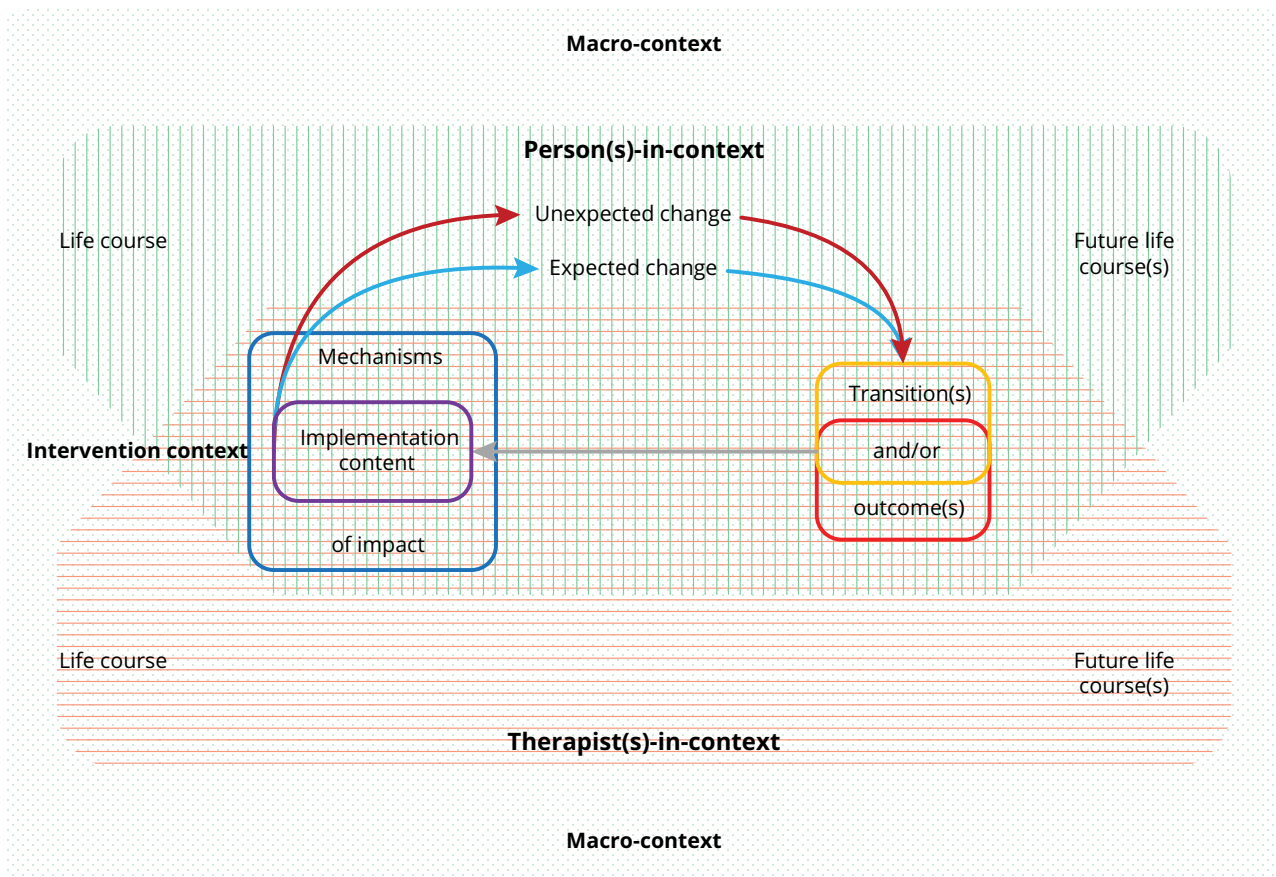 Macro-context
Person(s)-in-context
Unexpected change
Life course
Future life
course(s)
Expected change
Mechanisms
Transition(s)
Implementation
content
Intervention context
and/or
outcome(s)
of impact
Life course
Future life
course(s)
Therapist(s)-in-context
Macro-context